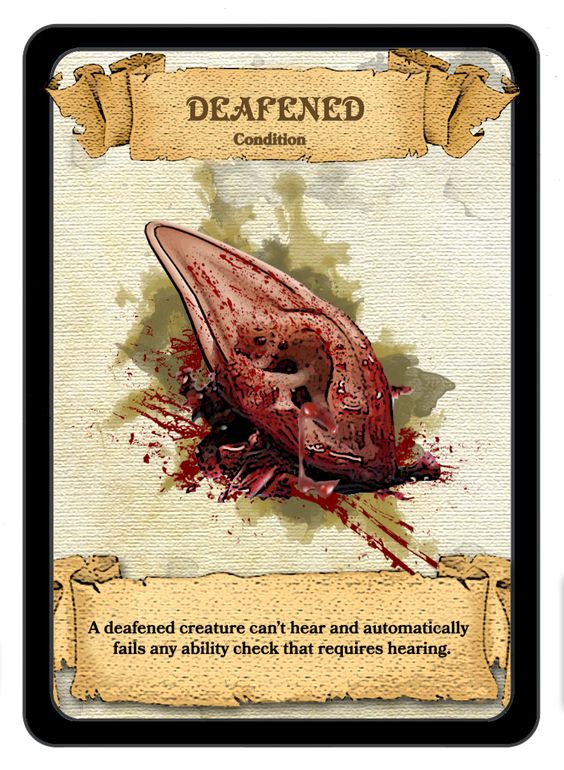 DEAFENED
Condition
A deafened creature can't hear and automatically
fails any ability check that requires hearing.